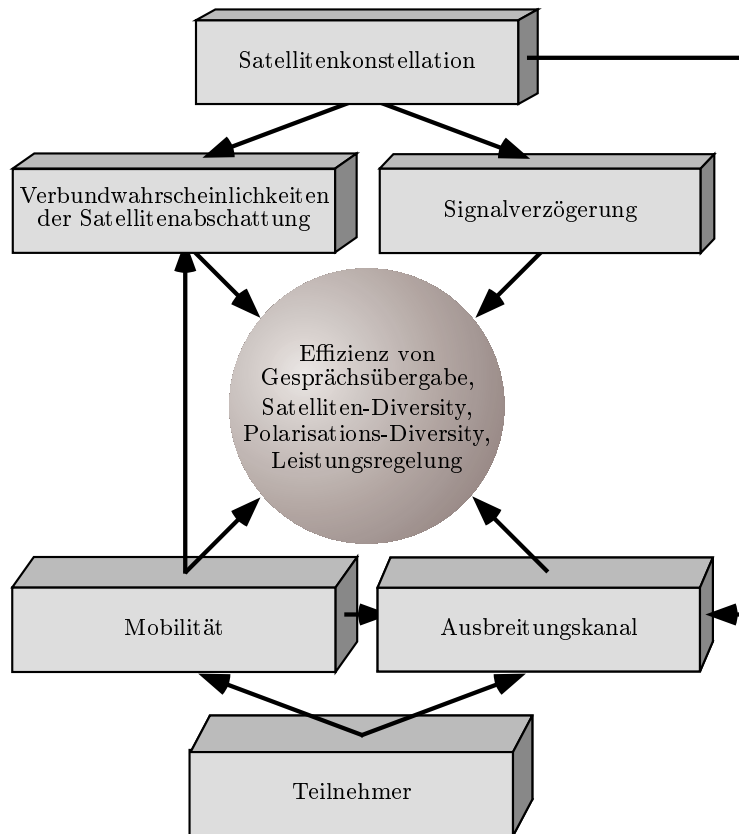 Satellitenkonstellation
Verbundwahrscheinlichkeiten
der Satellitenabschattung
Signalverzögerung
Effizienz von
Gesprächsübergabe,
Satelliten-Diversity,
Polarisations-Diversity,
Leistungsregelung
Mobilität
Ausbreitungskanal
Teilnehmer